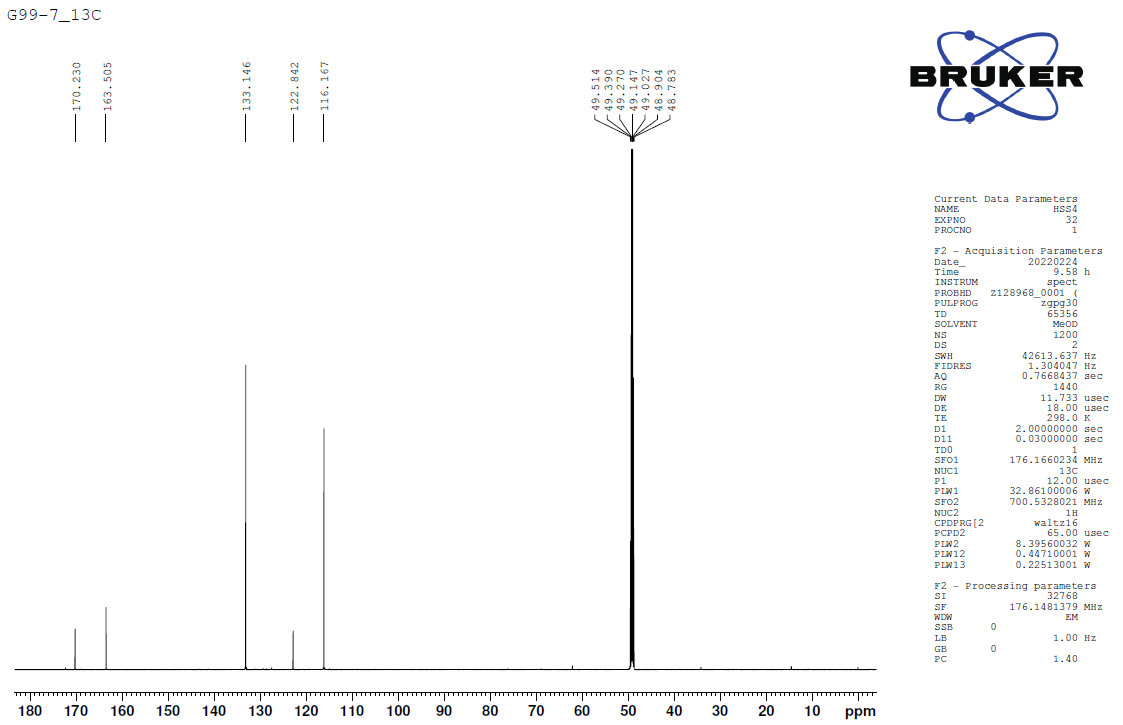 G99-7_13C
170.230
163.505
133.146
122.842
116.167
49.514
49.390
49.270
49.147
49.027
48.904
48.783
BRUKER
Current Data Parameters
NAME HSS4
EXPNO 32
PROCNO 1
F2 - Acquisition Parameters
Date_ 20220224
Time 9.58 h
INSTRUM spect
PROBHD Z128968_0001 (
PULPROG zgpg30
TD 65356
SOLVENT MeOD
NS 1200
DS 2
SWH 42613.637 Hz
FIDRES 1.304047 Hz
AQ 0.7668437 sec
RG 1440
DW 11.733 usec
DE 18.00 usec
TE 298.0 K
D1 2.00000000 sec
D11 0.03000000 sec
TD0 1
SFO1 176.1660234 MHz
NUC1 13C
P1 12.00 usec
PLW1 32.86100006 W
SFO2 700.5328021 MHz
NUC2 1H
CPDPRG[2 waltz16
PCPD2 65.00 usec
PLW2 8.39560032 W
PLW12 0.44710001 W
PLW13 0.22513001 W
F2 - Processing parameters
SI 32768
SF 176.1481379 MHz
WDW EM
SSB 0
LB 1.00 Hz
GB 0
PC 1.40
180 170 160 150 140 130 120 110 100 90 80 70 60 50 40 30 20 10 ppm